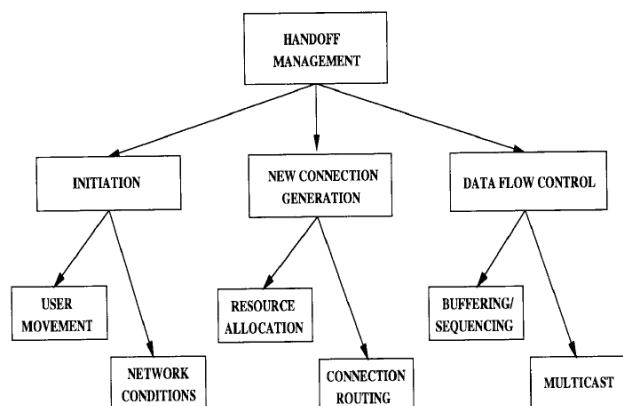 HANDOFF
MANAGEMENT
INITIATION
NEW CONNECTION
GENERATION
DATA FLOW CONTROL
USER
MOVEMENT
RESOURCE
ALLOCATION
BUFFERING/
SEQUENCING
NETWORK
CONDITIONS
CONNECTION
ROUTING
MULTICAST